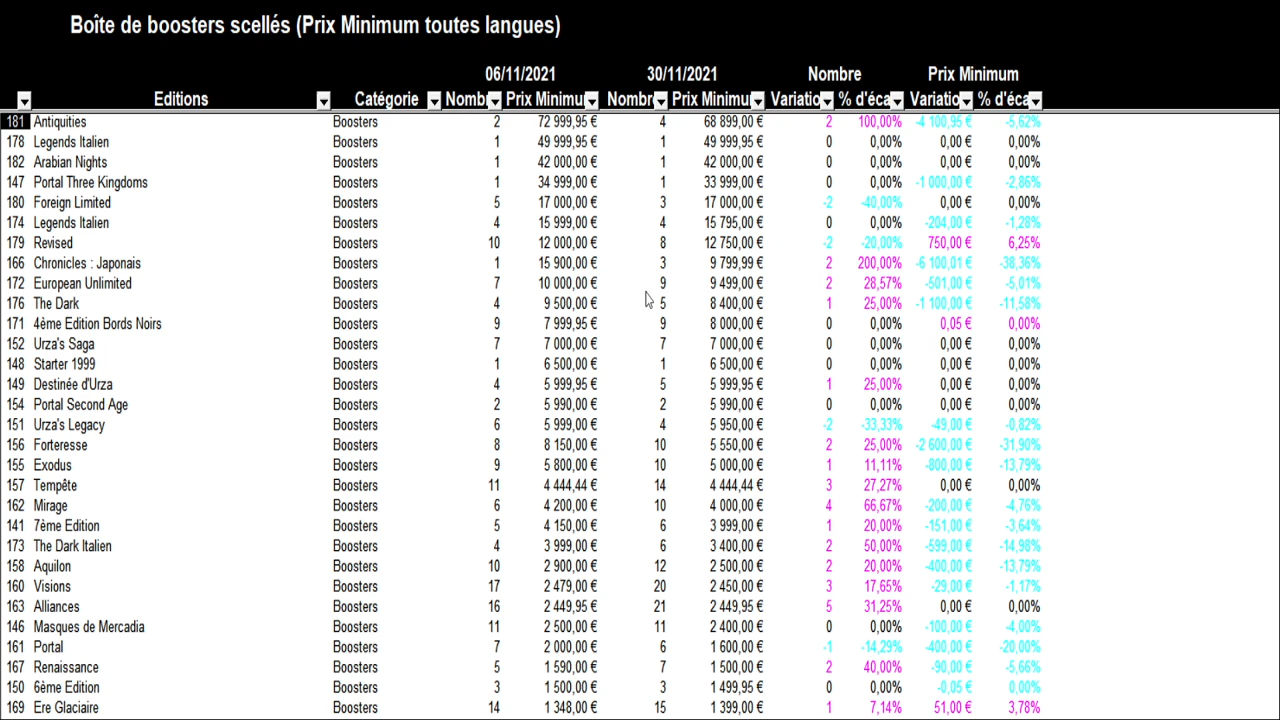 Boîte de boosters scellés (Prix Minimum toutes langues)
06/11/2021 30/11/2021 Nombre Prix Minimum
Editions Catégorie Nombr Prix Minimu Nombr Prix Minimu Variatio % d'éca Variatio % d'éca
181 Antiquities Boosters 2 72 999,95 € 4 68 899,00 € 2 100,00% -4 100,95 € -5,62%
178 Legends Italien Boosters 1 49 999,95 € 1 49 999,95 € 0 0,00% 0,00 € 0,00%
182 Arabian Nights Boosters 1 42 000,00 € 1 42 000,00 € 0 0,00% 0,00 € 0,00%
147 Portal Three Kingdoms Boosters 1 34 999,00 € 1 33 999,00 € 0 0,00% -1 000,00 € -2,86%
180 Foreign Limited Boosters 5 17 000,00 € 3 17 000,00 € -2 -40,00% 0,00 € 0,00%
174 Legends Italien Boosters 4 15 999,00 € 4 15 795,00 € 0 0,00% -204,00 € -1,28%
179 Revised Boosters 10 12 000,00 € 8 12 750,00 € -2 -20,00% 750,00 € 6,25%
166 Chronicles : Japonais Boosters 1 15 900,00 € 3 9 799,99 € 2 200,00% -6 100,01 € -38,36%
172 European Unlimited Boosters 7 10 000,00 € 9 9 499,00 € 2 28,57% -501,00 € -5,01%
176 The Dark Boosters 4 9 500,00 € 5 8 400,00 € 1 25,00% -1 100,00 € -11,58%
171 4ème Edition Bords Noirs Boosters 9 7 999,95 € 9 8 000,00 € 0 0,00% 0,05 € 0,00%
152 Urza's Saga Boosters 7 7 000,00 € 7 7 000,00 € 0 0,00% 0,00 € 0,00%
148 Starter 1999 Boosters 1 6 500,00 € 1 6 500,00 € 0 0,00% 0,00 € 0,00%
149 Destinée d'Urza Boosters 4 5 999,95 € 5 5 999,95 € 1 25,00% 0,00 € 0,00%
154 Portal Second Age Boosters 2 5 990,00 € 2 5 990,00 € 0 0,00% 0,00 € 0,00%
151 Urza's Legacy Boosters 6 5 999,00 € 4 5 950,00 € -2 -33,33% -49,00 € -0,82%
156 Forteresse Boosters 8 8 150,00 € 10 5 550,00 € 2 25,00% -2 600,00 € -31,90%
155 Exodus Boosters 9 5 800,00 € 10 5 000,00 € 1 11,11% -800,00 € -13,79%
157 Tempête Boosters 11 4 444,44 € 14 4 444,44 € 3 27,27% 0,00 € 0,00%
162 Mirage Boosters 6 4 200,00 € 10 4 000,00 € 4 66,67% -200,00 € -4,76%
141 7ème Edition Boosters 5 4 150,00 € 6 3 999,00 € 1 20,00% -151,00 € -3,64%
173 The Dark Italien Boosters 4 3 999,00 € 6 3 400,00 € 2 50,00% -599,00 € -14,98%
158 Aquilon Boosters 10 2 900,00 € 12 2 500,00 € 2 20,00% -400,00 € -13,79%
160 Visions Boosters 17 2 479,00 € 20 2 450,00 € 3 17,65% -29,00 € -1,17%
163 Alliances Boosters 16 2 449,95 € 21 2 449,95 € 5 31,25% 0,00 € 0,00%
146 Masques de Mercadia Boosters 11 2 500,00 € 11 2 400,00 € 0 0,00% -100,00 € -4,00%
161 Portal Boosters 7 2 000,00 € 6 1 600,00 € -1 -14,29% -400,00 € -20,00%
167 Renaissance Boosters 5 1 590,00 € 7 1 500,00 € 2 40,00% -90,00 € -5,66%
150 6ème Edition Boosters 3 1 500,00 € 3 1 499,95 € 0 0,00% -0,05 € 0,00%
169 Ere Glaciaire Boosters 14 1 348,00 € 15 1 399,00 € 1 7,14% 51,00 € 3,78%